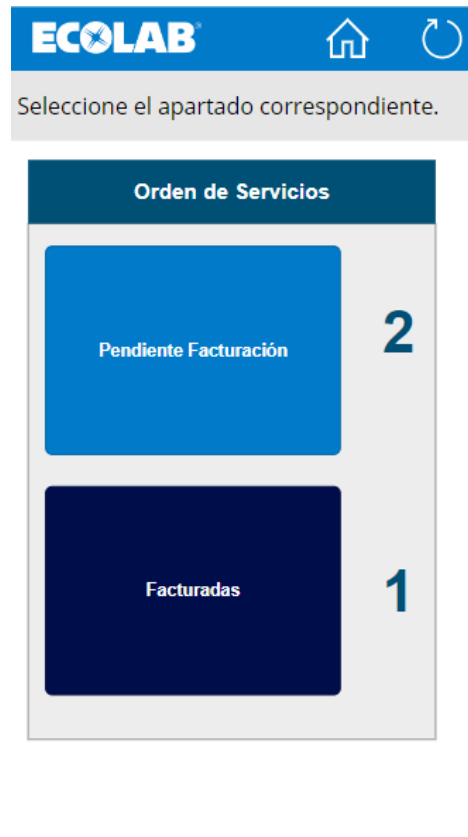 ECOLAB®
Seleccione el apartado correspondiente.
Orden de Servicios
Pendiente Facturación
2
Facturadas
1